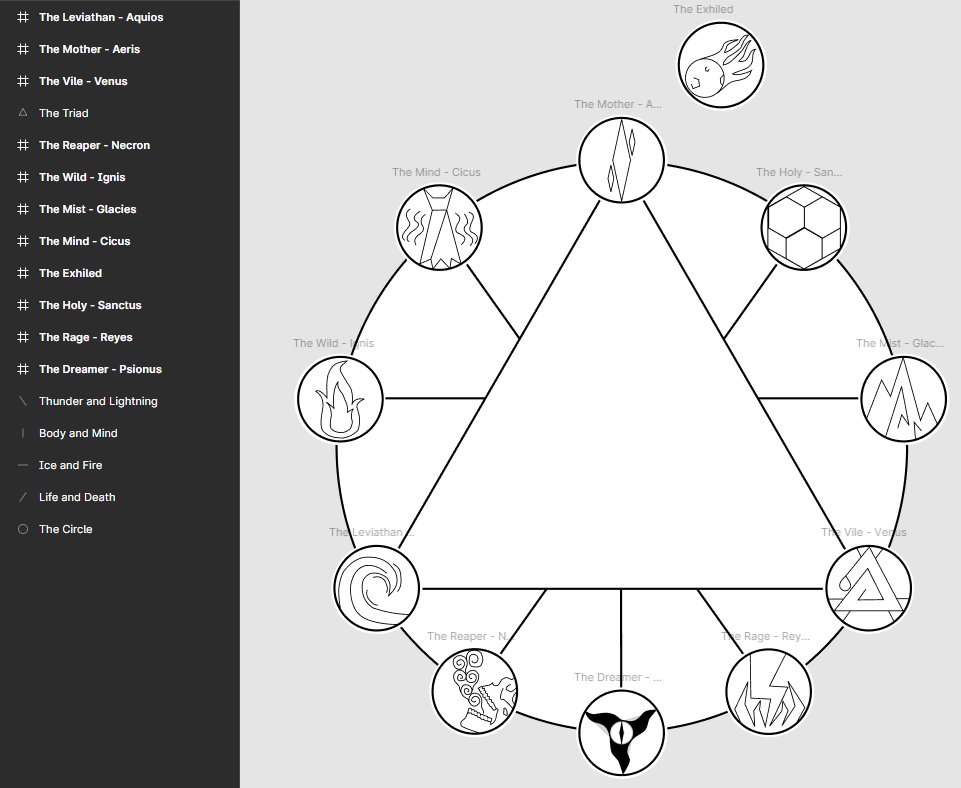 The Leviathan - Aquios
The Mother - Aeris
The Vile - Venus
The Triad
The Reaper - Necron
The Wild - Ignis
The Mist - Glacies
The Mind - Cicus
The Exhiled
The Holy - Sanctus
The Rage - Reyes
The Dreamer - Psionus
Thunder and Lightning
Body and Mind
Ice and Fire
Life and Death
The Circle
The Exhiled
The Mother - A...
The Mind - Cicus
The Holy - San...
The Wild - Ignis
The Mist - Glac...
The Leviathan ...
The Vile - Venus
The Reaper - N...
The Rage - Rey...
The Dreamer - ...